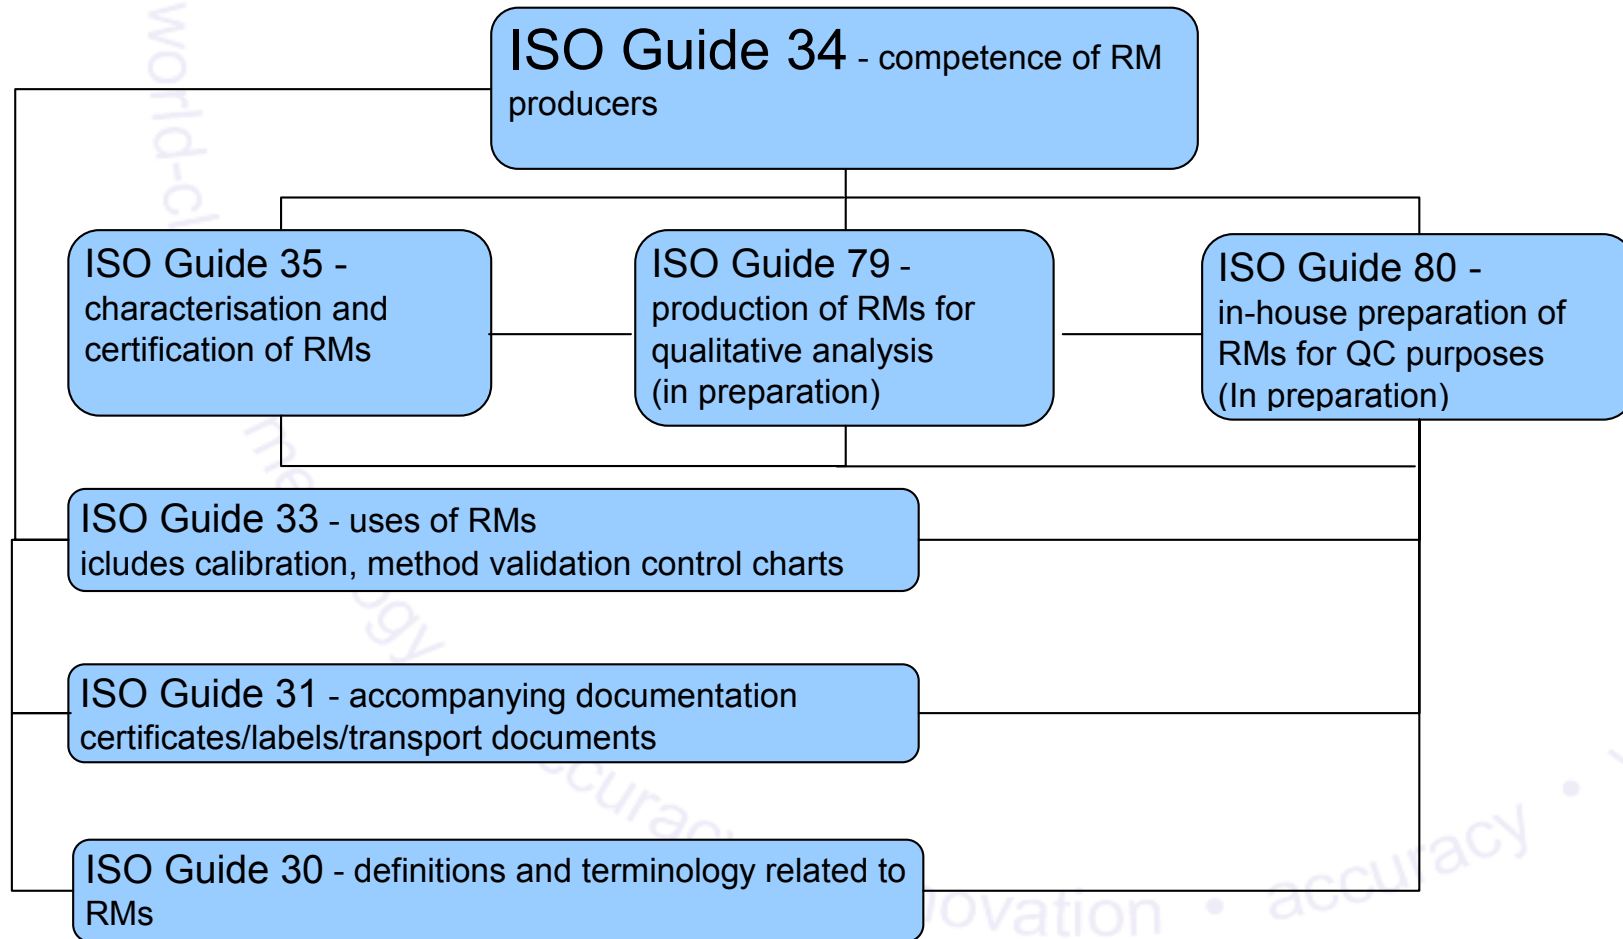 ISO Guide 34 - competence of RM
producers
ISO Guide 35 -
characterisation and
certification of RMs
ISO Guide 79 -
production of RMs for
qualitative analysis
(in preparation)
ISO Guide 80 -
in-house preparation of
RMs for QC purposes
(In preparation)
ISO Guide 33 - uses of RMs
icludes calibration, method validation control charts
ISO Guide 31 - accompanying documentation
certificates/labels/transport documents
ISO Guide 30 - definitions and terminology related to
RMs
accuracy